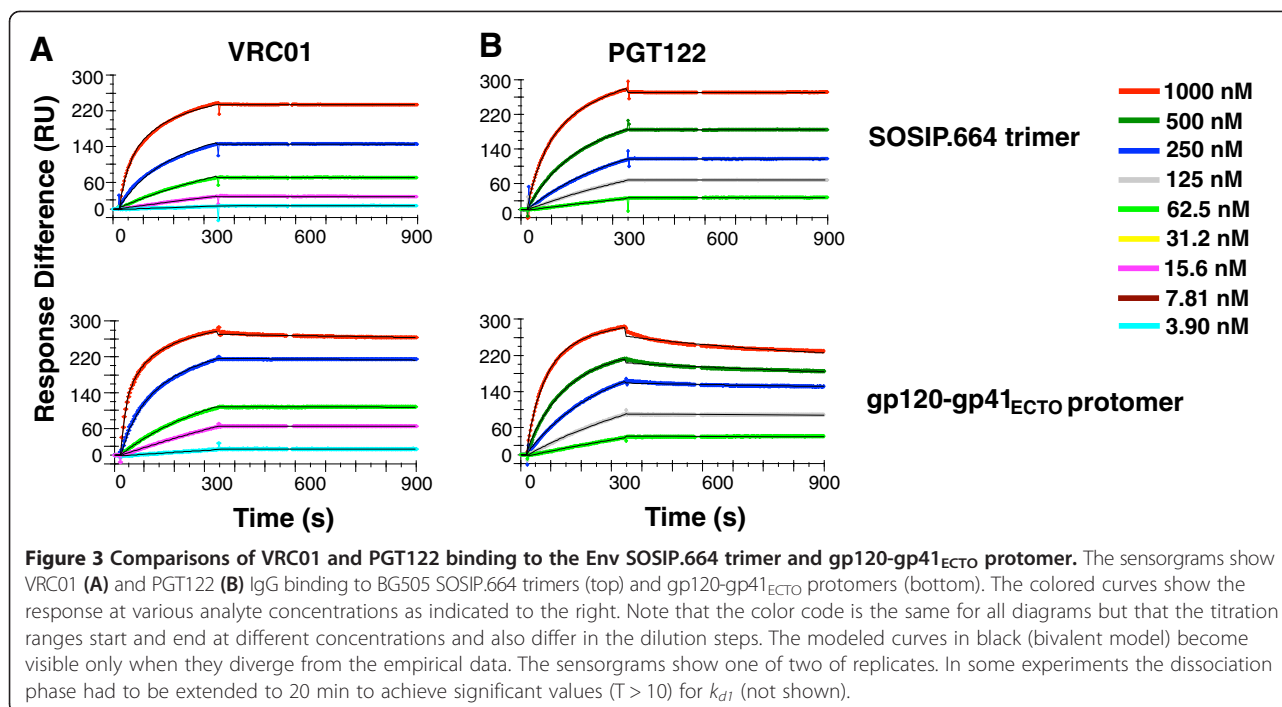 A
VRC01
B
PGT122
Response Difference (RU)
300
220
140
60
0
0 300 600 900
300
220
140
60
0
0 300 600 900
SOSIP.664 trimer
1000 nM
500 nM
250 nM
125 nM
62.5 nM
31.2 nM
15.6 nM
7.81 nM
3.90 nM
300
220
140
60
0
0 300 600 900
Time (s)
300
220
140
60
0
0 300 600 900
Time (s)
gp120-gp41ECTO protomer
Figure 3 Comparisons of VRC01 and PGT122 binding to the Env SOSIP.664 trimer and gp120-gp41ECTO protomer. The sensorgrams show
VRC01 (A) and PGT122 (B) IgG binding to BG505 SOSIP.664 trimers (top) and gp120-gp41ECTO protomers (bottom). The colored curves show the
response at various analyte concentrations as indicated to the right. Note that the color code is the same for all diagrams but that the titration
ranges start and end at different concentrations and also differ in the dilution steps. The modeled curves in black (bivalent model) become
visible only when they diverge from the empirical data. The sensorgrams show one of two of replicates. In some experiments the dissociation
phase had to be extended to 20 min to achieve significant values (T > 10) for kd1 (not shown).